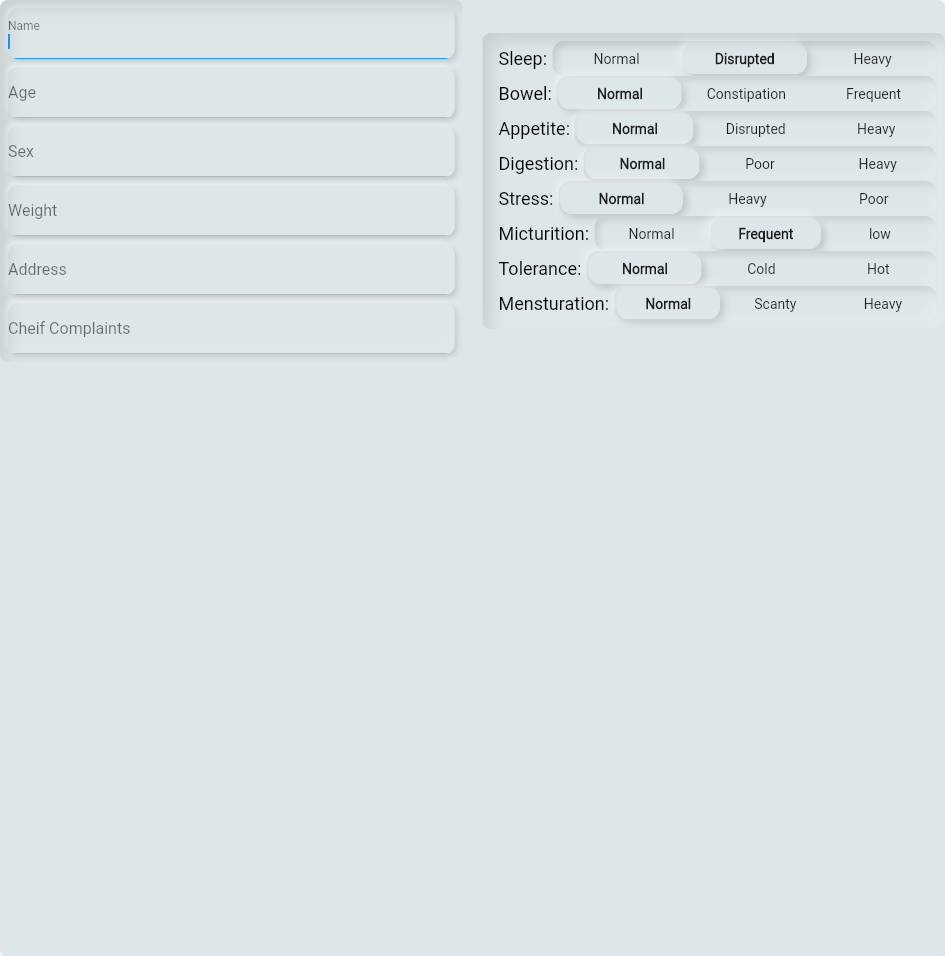 Name
Age
Sex
Weight
Address
Cheif Complaints
Sleep: Normal Disrupted Heavy
Bowel: Normal Constipation Frequent
Appetite: Normal Disrupted Heavy
Digestion: Normal Poor Heavy
Stress: Normal Heavy Poor
Micturition: Normal Frequent low
Tolerance: Normal Cold Hot
Mensturation: Normal Scanty Heavy